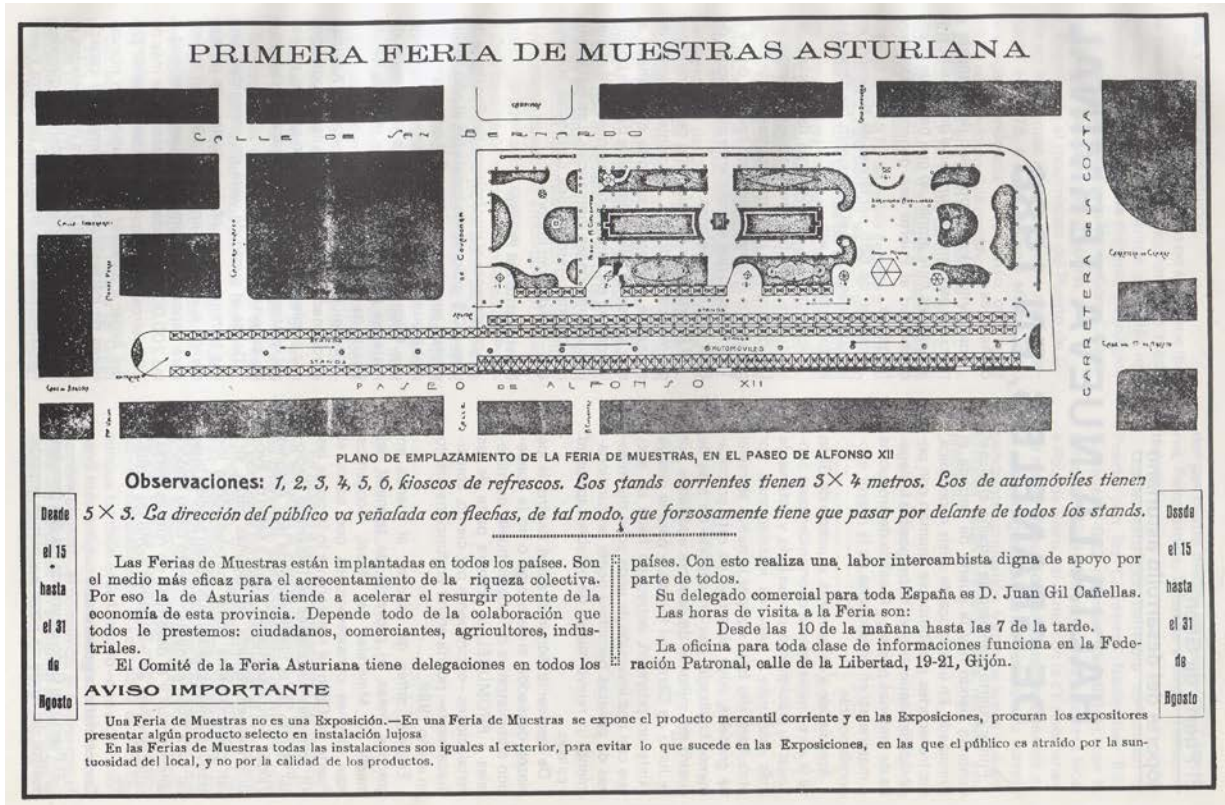 PRIMERA FERIA DE MUESTRAS ASTURIANA
CALLE DE SAN BERNARDO
CARRETERA DE LA COSTA
STANDS
STANDS
STANDS
AUTOMÓVILES
STANDS
PASEO DE ALFONSO XII
CALLE
PLANO DE EMPLAZAMIENTO DE LA FERIA DE MUESTRAS, EN EL PASEO DE ALFONSO XII
Observaciones: 1, 2, 3, 4, 5, 6, kioscos de refrescos. Los stands corrientes tienen 3 × 4 metros. Los de automóviles tienen
5 × 3. La dirección del público va señalada con flechas, de tal modo, que forzosamente tiene que pasar por delante de todos los stands.
Desde
el 15
hasta
el 31
de
Agosto
Las Ferias de Muestras están implantadas en todos los países. Son
el medio más eficaz para el acrecentamiento de la riqueza colectiva.
Por eso la de Asturias tiende a acelerar el resurgir potente de la
economía de esta provincia. Depende todo de la colaboración que
todos le prestemos: ciudadanos, comerciantes, agricultores, indus-
triales.
El Comité de la Feria Asturiana tiene delegaciones en todos los
países. Con esto realiza una labor intercambista digna de apoyo por
parte de todos.
Su delegado comercial para toda España es D. Juan Gil Cañellas.
Las horas de visita a la Feria son:
Desde las 10 de la mañana hasta las 7 de la tarde.
La oficina para toda clase de informaciones funciona en la Fede-
ración Patronal, calle de la Libertad, 19-21, Gijón.
Desde
el 15
hasta
el 31
de
Agosto
AVISO IMPORTANTE
Una Feria de Muestras no es una Exposición.—En una Feria de Muestras se expone el producto mercantil corriente y en las Exposiciones, procuran los expositores
presentar algún producto selecto en instalación lujosa
En las Ferias de Muestras todas las instalaciones son iguales al exterior, para evitar lo que sucede en las Exposiciones, en las que el público es atraído por la sun-
tuosidad del local, y no por la calidad de los productos.